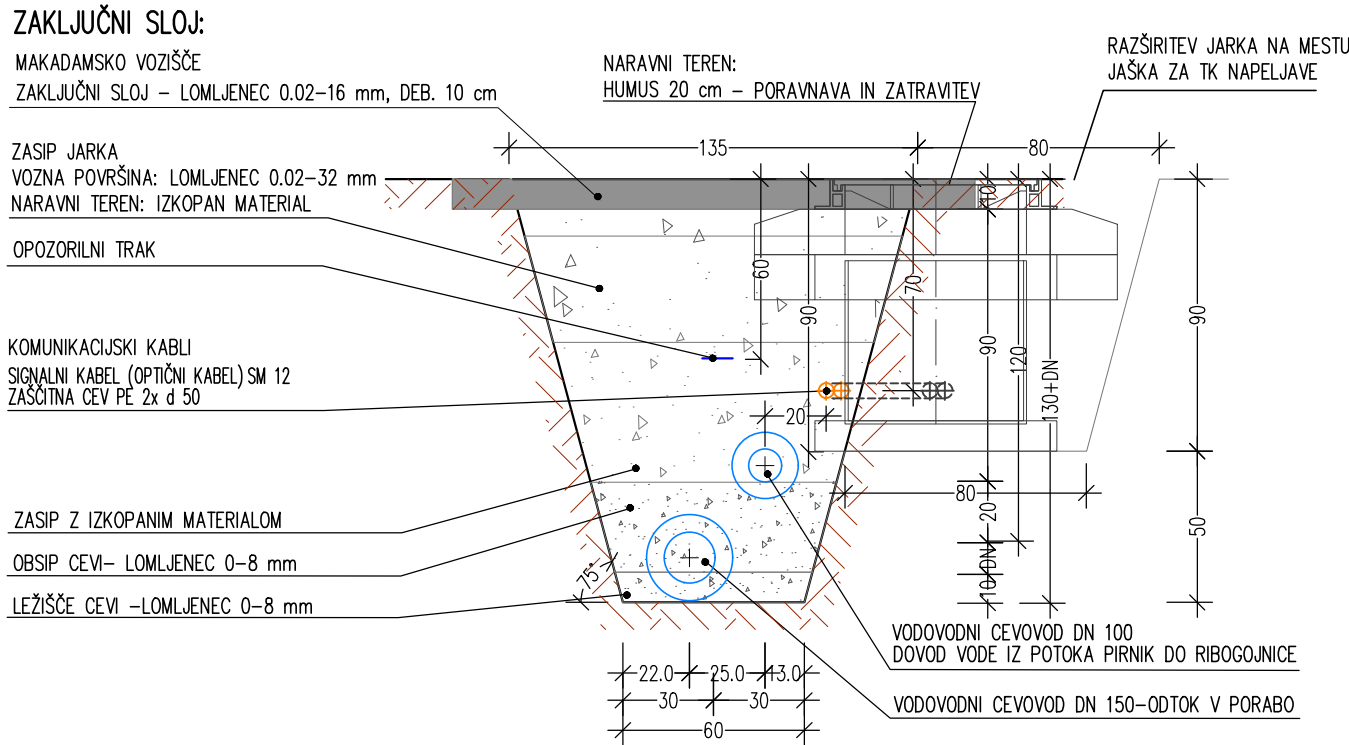 ZAKLJUČNI SLOJ:
MAKADAMSKO VOZIŠČE
ZAKLJUČNI SLOJ – LOMLJENEC 0.02–16 mm, DEB. 10 cm
NARAVNI TEREN:
HUMUS 20 cm – PORAVNAVA IN ZATRAVITEV
RAZŠIRITEV JARKA NA MESTU
JAŠKA ZA TK NAPELJAVE
135
80
ZASIP JARKA
VOZNA POVRŠINA: LOMLJENEC 0.02–32 mm
NARAVNI TEREN: IZKOPAN MATERIAL
OPOZORILNI TRAK
KOMUNIKACIJSKI KABLI
SIGNALNI KABEL (OPTIČNI KABEL) SM 12
ZAŠČITNA CEV PE 2x d 50
10
60
90
70
90
120
130+DN
90
20
80
20
50
10
DN
75°
ZASIP Z IZKOPANIM MATERIALOM
OBSIP CEVI– LOMLJENEC 0–8 mm
LEŽIŠČE CEVI –LOMLJENEC 0–8 mm
VODOVODNI CEVOVOD DN 100
DOVOD VODE IZ POTOKA PIRNIK DO RIBOGOJNICE
VODOVODNI CEVOVOD DN 150–ODTOK V PORABO
22.0
25.0
13.0
30
30
60